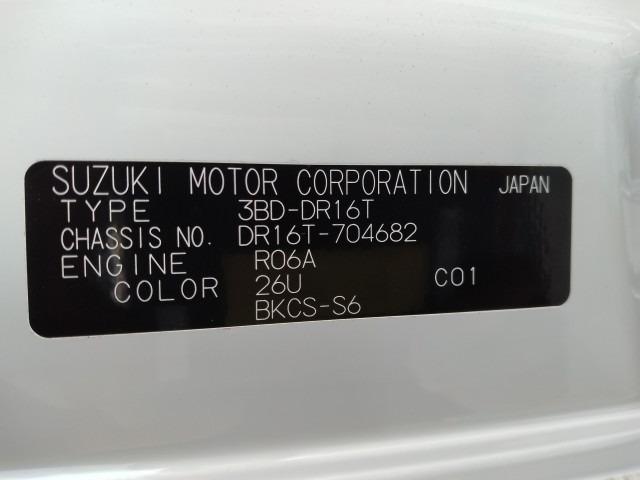 SUZUKI MOTOR CORPORATION JAPAN
TYPE 3BD-DR16T
CHASSIS NO. DR16T-704682
ENGINE R06A
COLOR 26U C01
BKCS-S6